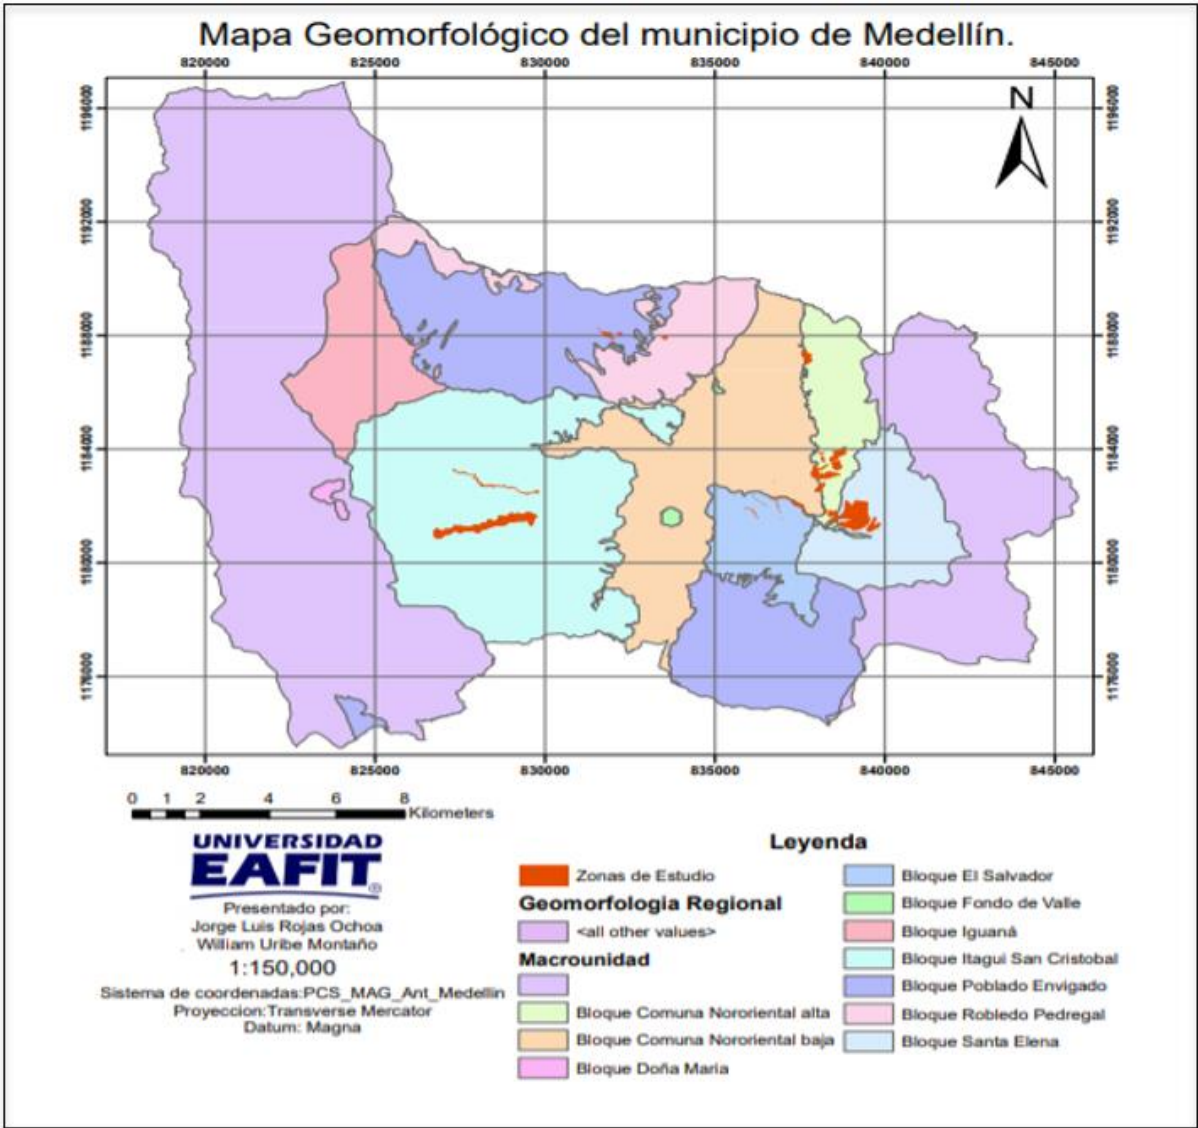 Mapa Geomorfológico del municipio de Medellín.
820000 825000 830000 835000 840000 845000
N
1196000 1196000
1192000 1192000
1188000 1188000
1184000 1184000
1180000 1180000
1176000 1176000
820000 825000 830000 835000 840000 845000
0 1 2 4 6 8
Kilometers
UNIVERSIDAD
EAFIT
®
Presentado por:
Jorge Luis Rojas Ochoa
William Uribe Montaño
1:150,000
Sistema de coordenadas:PCS_MAG_Ant_Medellin
Proyeccion:Transverse Mercator
Datum: Magna
Leyenda
Zonas de Estudio
Geomorfologia Regional
<all other values>
Macrounidad
Bloque Comuna Nororiental alta
Bloque Comuna Nororiental baja
Bloque Doña Maria
Bloque El Salvador
Bloque Fondo de Valle
Bloque Iguaná
Bloque Itagui San Cristobal
Bloque Poblado Envigado
Bloque Robledo Pedregal
Bloque Santa Elena